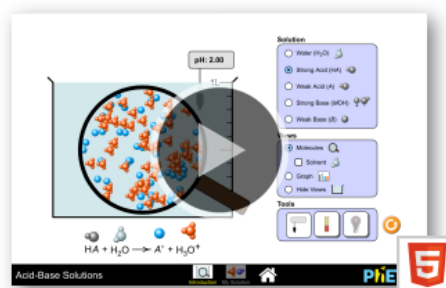 Solution
pH: 2.00
Water (H₂O)
1L
Strong Acid (HA)
Weak Acid (A)
Strong Base (MOH)
Weak Base (B)
Views
Molecules
Solvent
Graph
Hide Views
Tools
HA + H₂O → A⁻ + H₃O⁺
Acid-Base Solutions
Introduction
My Solution
PhET
5